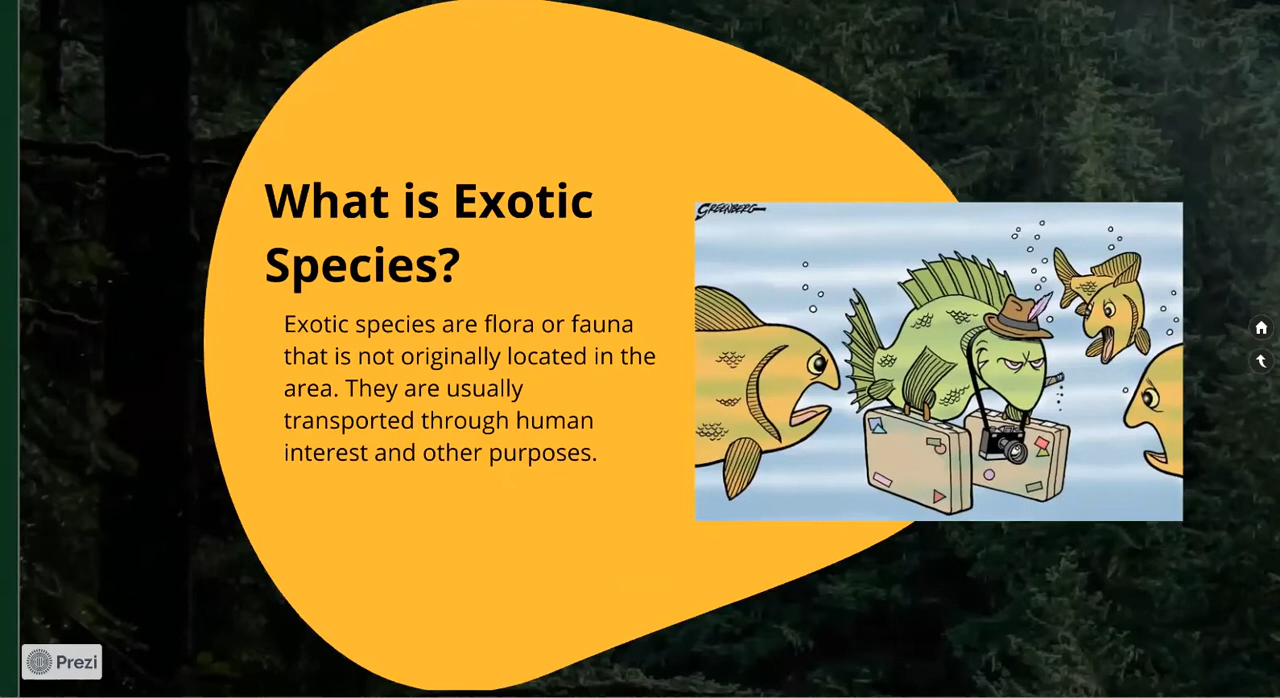 What is Exotic
Species?
Exotic species are flora or fauna
that is not originally located in the
area. They are usually
transported through human
interest and other purposes.
GREENBERG
Prezi